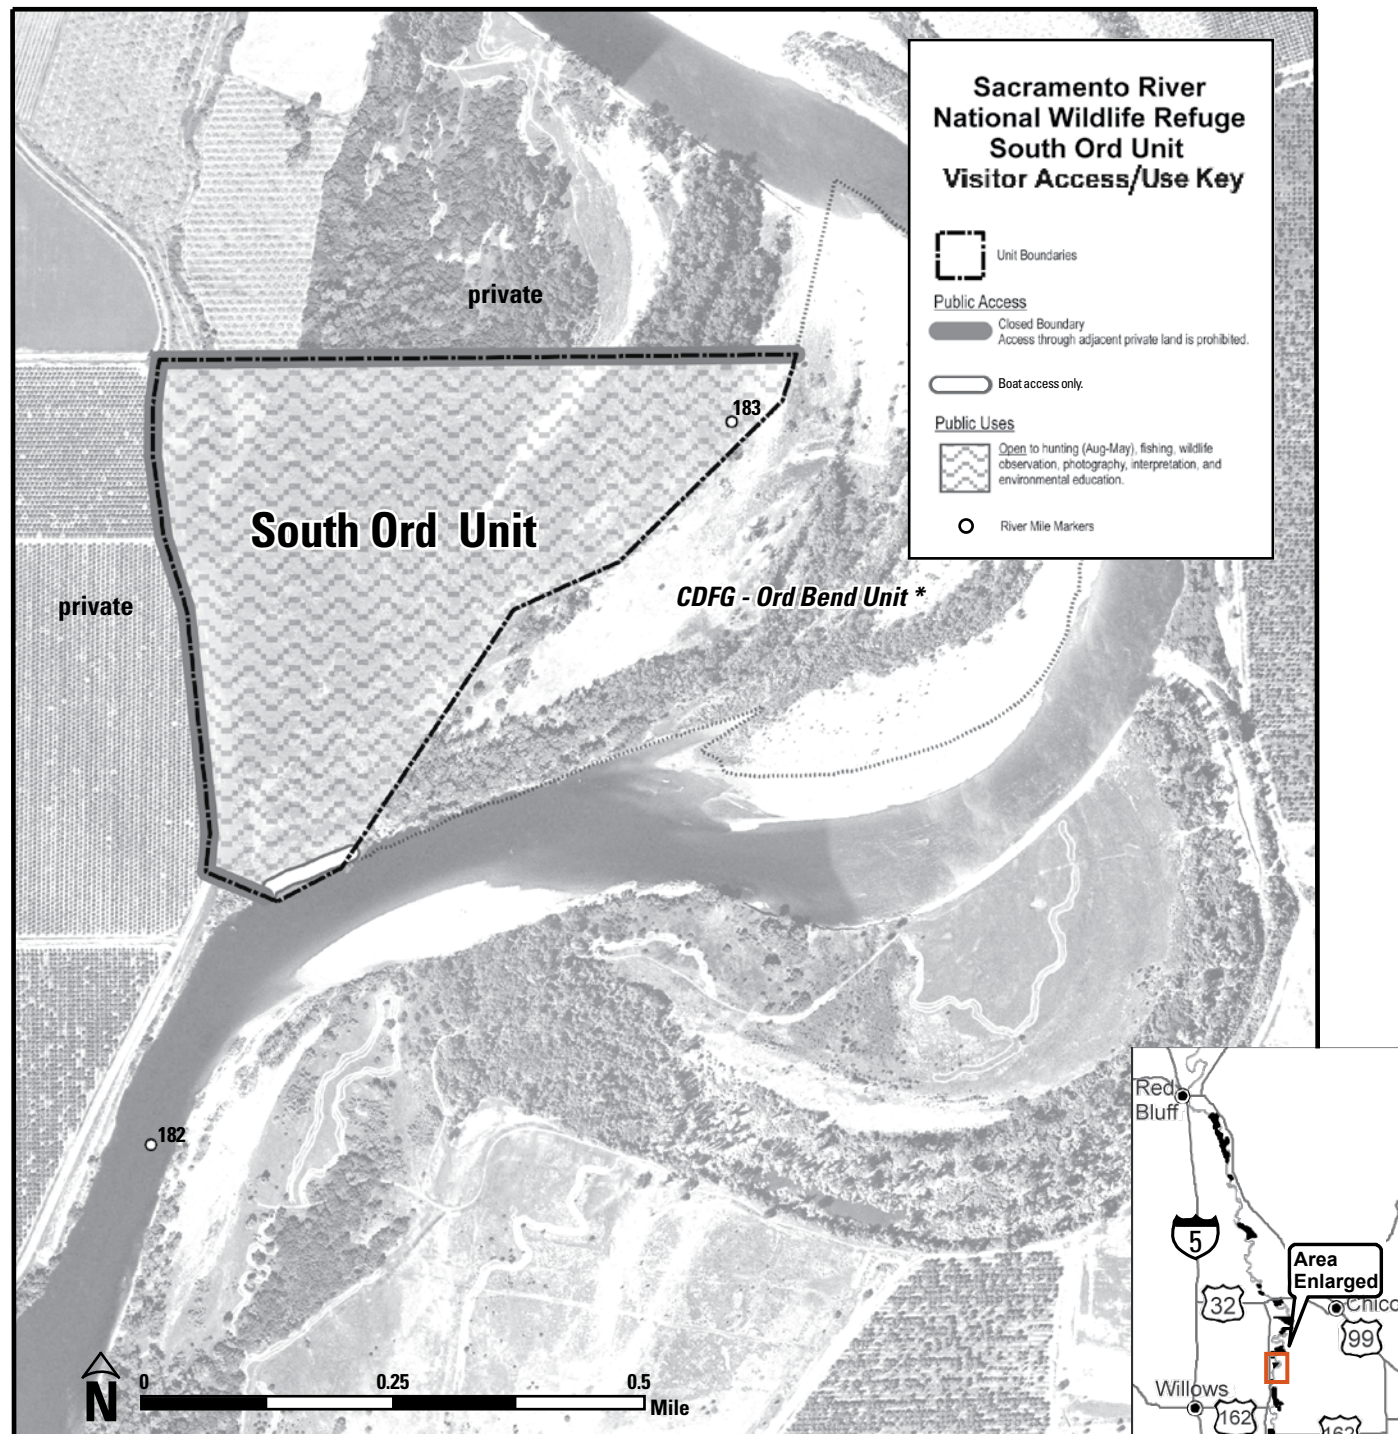 Sacramento River
National Wildlife Refuge
South Ord Unit
Visitor Access/Use Key
Unit Boundaries
Public Access
Closed Boundary
Access through adjacent private land is prohibited.
Boat access only.
Public Uses
Open to hunting (Aug-May), fishing, wildlife
observation, photography, interpretation, and
environmental education.
River Mile Markers
private
183
South Ord Unit
CDFG - Ord Bend Unit *
private
182
N
0 0.25 0.5
Mile
Red
Bluff
5
Area
Enlarged
32
Chico
99
Willows
162
162